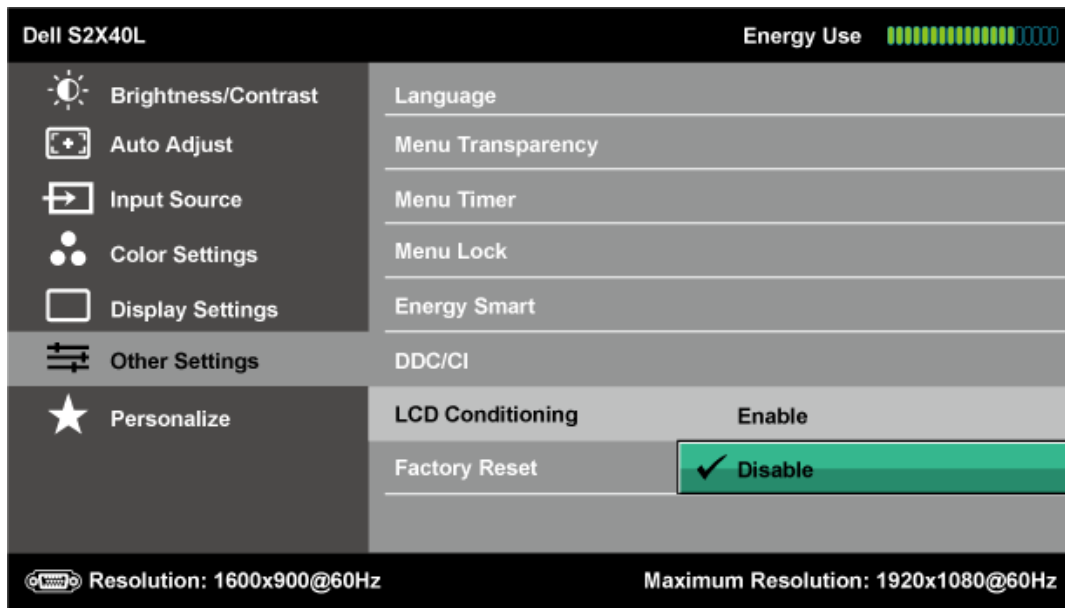 Dell S2X40L Energy Use
Brightness/Contrast Language
Auto Adjust Menu Transparency
Input Source Menu Timer
Color Settings Menu Lock
Display Settings Energy Smart
Other Settings DDC/CI
Personalize LCD Conditioning Enable
Factory Reset Disable
Resolution: 1600x900@60Hz Maximum Resolution: 1920x1080@60Hz